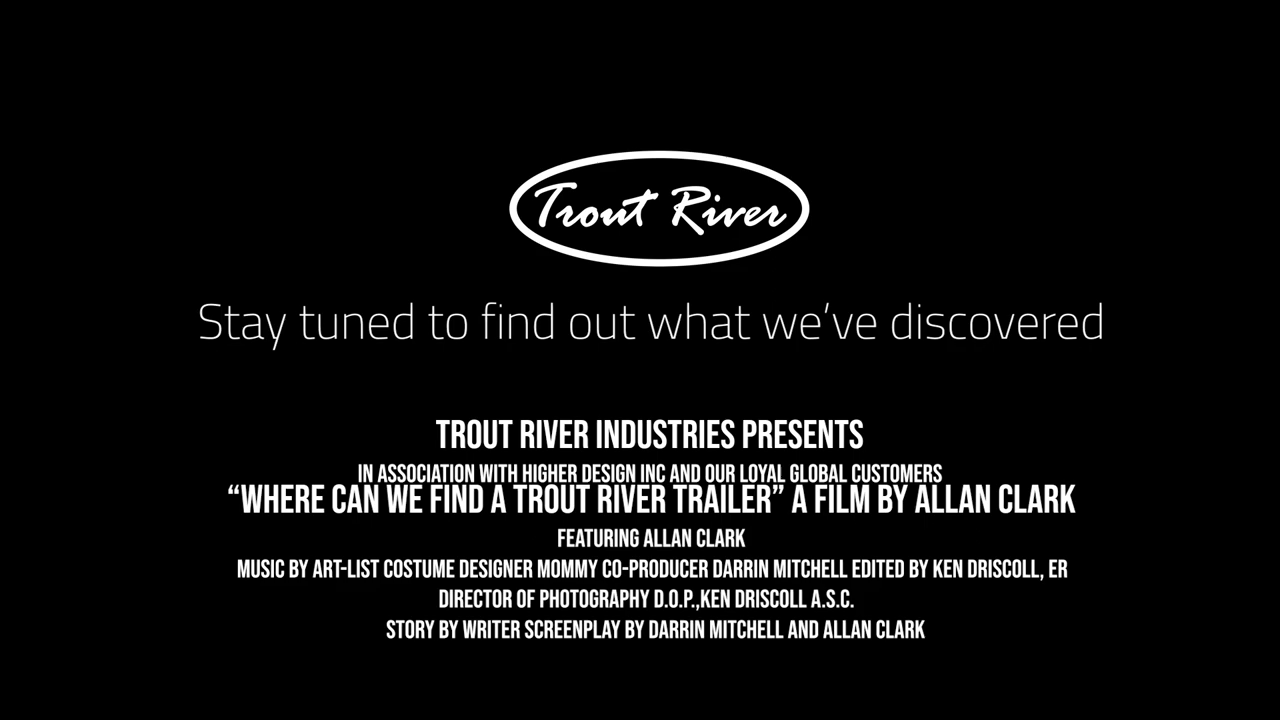 Trout River
Stay tuned to find out what we've discovered
TROUT RIVER INDUSTRIES PRESENTS
IN ASSOCIATION WITH HIGHER DESIGN INC AND OUR LOYAL GLOBAL CUSTOMERS
“WHERE CAN WE FIND A TROUT RIVER TRAILER” A FILM BY ALLAN CLARK
FEATURING ALLAN CLARK
MUSIC BY ART-LIST COSTUME DESIGNER MOMMY CO-PRODUCER DARRIN MITCHELL EDITED BY KEN DRISCOLL, ER
DIRECTOR OF PHOTOGRAPHY D.O.P.,KEN DRISCOLL A.S.C.
STORY BY WRITER SCREENPLAY BY DARRIN MITCHELL AND ALLAN CLARK